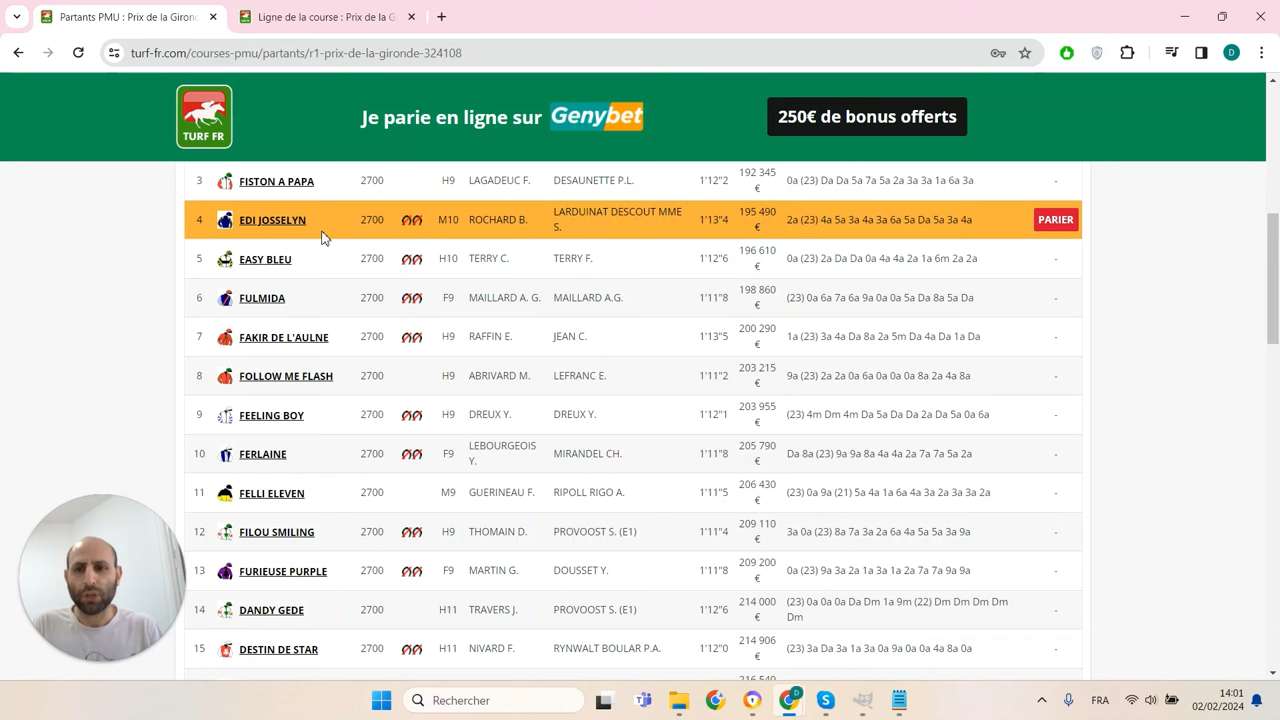 Partants PMU : Prix de la Girond
Ligne de la course : Prix de la G
turf-fr.com/courses-pmu/partants/r1-prix-de-la-gironde-324108
D
TURF FR
Je parie en ligne sur Genybet
250€ de bonus offerts
3 FISTON A PAPA 2700 H9 LAGADEUC F. DESAUNETTE P.L. 1'12"2 192 345 € 0a (23) Da Da 5a 7a 5a 2a 3a 3a 1a 6a 3a -
4 EDI JOSSELYN 2700 M10 ROCHARD B. LARDUINAT DESCOUT MME S. 1'13"4 195 490 € 2a (23) 4a 5a 3a 4a 3a 6a 5a Da 5a 3a 4a PARIER
5 EASY BLEU 2700 H10 TERRY C. TERRY F. 1'12"6 196 610 € 0a (23) 2a Da Da 0a 4a 4a 2a 1a 6m 2a 2a -
6 FULMIDA 2700 F9 MAILLARD A. G. MAILLARD A.G. 1'11"8 198 860 € (23) 0a 6a 7a 6a 9a 0a 0a 5a Da 8a 5a Da -
7 FAKIR DE L'AULNE 2700 H9 RAFFIN E. JEAN C. 1'13"5 200 290 € 1a (23) 3a 4a Da 8a 2a 5m Da 4a Da 1a Da -
8 FOLLOW ME FLASH 2700 H9 ABRIVARD M. LEFRANC E. 1'11"2 203 215 € 9a (23) 2a 2a 0a 6a 0a 0a 0a 8a 2a 4a 8a -
9 FEELING BOY 2700 H9 DREUX Y. DREUX Y. 1'12"1 203 955 € (23) 4m Dm 4m Da 5a Da Da 2a Da 5a 0a 6a -
10 FERLAINE 2700 F9 LEBOURGEOIS Y. MIRANDEL CH. 1'11"8 205 790 € Da 8a (23) 9a 9a 8a 4a 4a 2a 7a 7a 5a 2a -
11 FELLI ELEVEN 2700 M9 GUERINEAU F. RIPOLL RIGO A. 1'11"5 206 430 € (23) 0a 9a (21) 5a 4a 1a 6a 4a 3a 2a 3a 3a 2a -
12 FILOU SMILING 2700 H9 THOMAIN D. PROVOOST S. (E1) 1'11"4 209 110 € 3a 0a (23) 8a 7a 3a 2a 6a 4a 5a 5a 3a 9a -
13 FURIEUSE PURPLE 2700 F9 MARTIN G. DOUSSET Y. 1'11"8 209 200 € 0a (23) 9a 3a 2a 1a 3a 1a 2a 7a 7a 9a 9a -
14 DANDY GEDE 2700 H11 TRAVERS J. PROVOOST S. (E1) 1'12"6 214 000 € (23) 0a 0a 0a Da Dm 1a 9m (22) Dm Dm Dm Dm Dm -
15 DESTIN DE STAR 2700 H11 NIVARD F. RYNWALT BOULAR P.A. 1'12"0 214 906 € (23) 3a Da 3a 1a 3a 0a 9a 0a 0a 4a 8a 0a -
Rechercher
FRA
14:01
02/02/2024